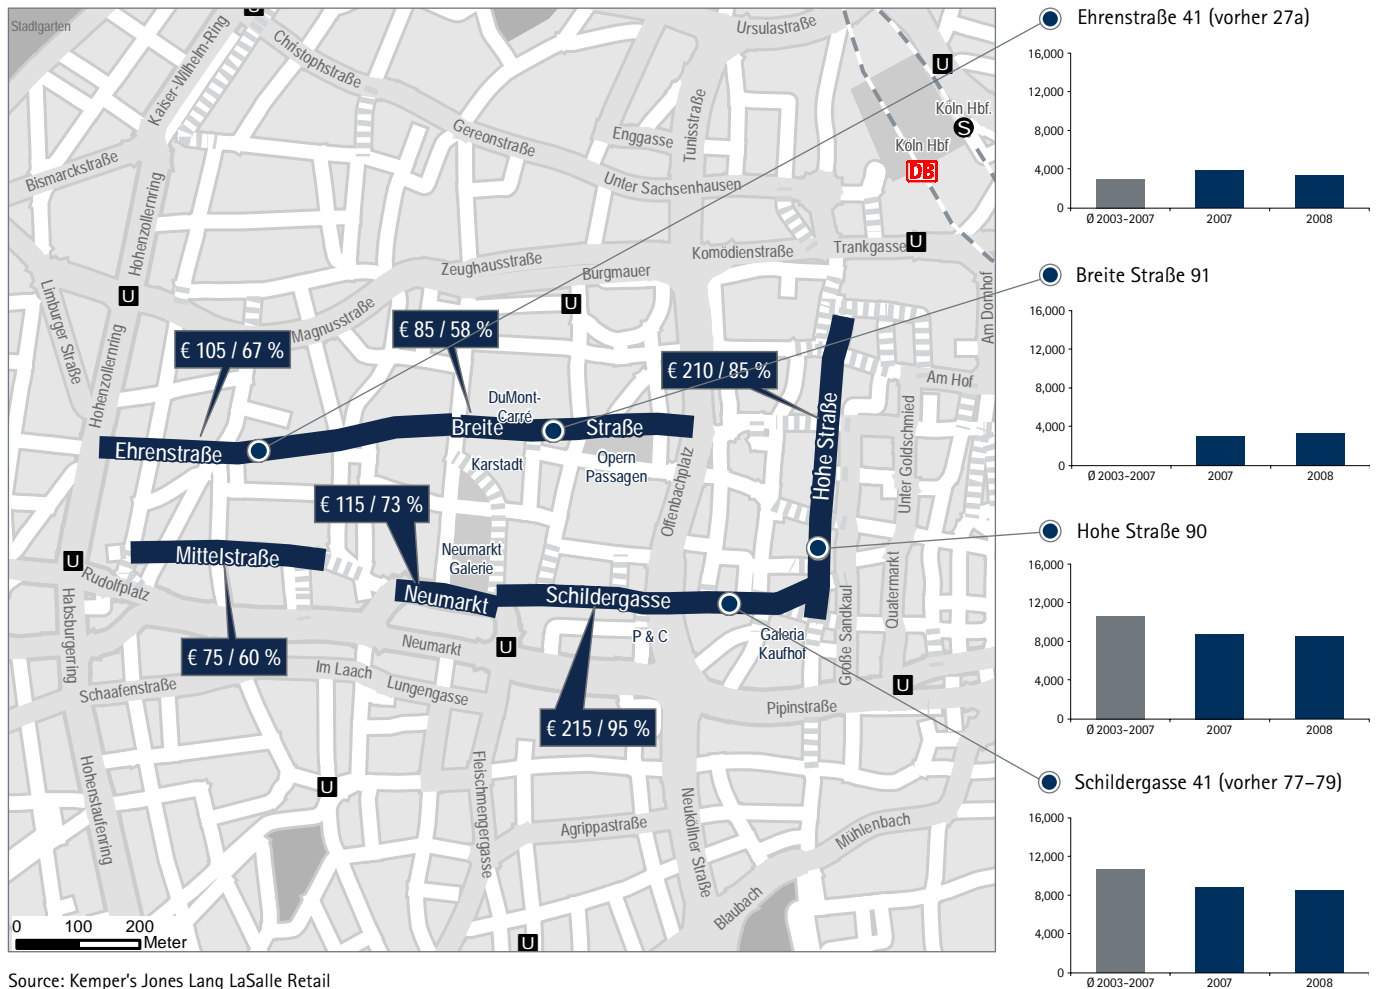 Stadtgarten
U
Kaiser-Wilhelm-Ring
Christophstraße
Ursulastraße
U
Köln Hbf.
S
Köln Hbf
DB
Gereonstraße
Enggasse
Tunisstraße
Bismarckstraße
Unter Sachsenhausen
Hohenzollernring
Komödienstraße
Trankgasse
U
Zeughausstraße
Burgmauer
Am Domhof
Limburger Straße
U
U
Magnusstraße
Hohenzollernring
€ 105 / 67 %
€ 85 / 58 %
€ 210 / 85 %
Am Hof
DuMont-
Carré
Ehrenstraße
Breite
Straße
Hohe Straße
Unter Goldschmied
Karstadt
Opern
Passagen
Offenbachplatz
€ 115 / 73 %
Mittelstraße
Neumarkt
Galerie
U
Rudolfplatz
Neumarkt
Schildergasse
Habsburgerring
Große Sandkaul
Quatermarkt
€ 75 / 60 %
Neumarkt
U
P & C
Galeria
Kaufhof
Im Laach
Lungengasse
Schaafenstraße
U
Pipinstraße
€ 215 / 95 %
Hohenstaufenring
U
Fleischmengergasse
Neuköllner Straße
Agrippastraße
Mühlenbach
Blaubach
U
0 100 200
Meter
Source: Kemper's Jones Lang LaSalle Retail
Ehrenstraße 41 (vorher 27a)
16,000
12,000
8,000
4,000
0
Ø 2003-2007 2007 2008
Breite Straße 91
16,000
12,000
8,000
4,000
0
Ø 2003-2007 2007 2008
Hohe Straße 90
16,000
12,000
8,000
4,000
0
Ø 2003-2007 2007 2008
Schildergasse 41 (vorher 77–79)
16,000
12,000
8,000
4,000
0
Ø 2003-2007 2007 2008